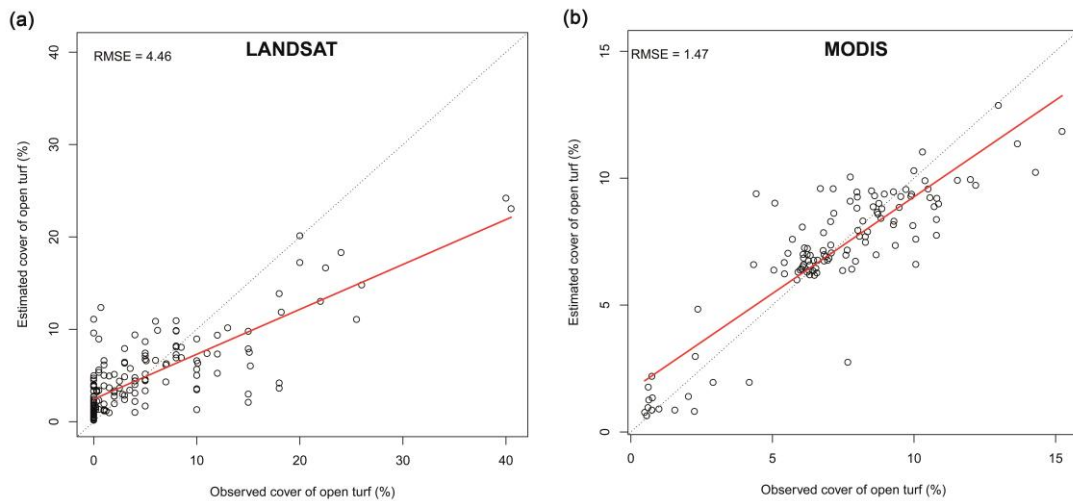 (a)
LANDSAT
RMSE = 4.46
Estimated cover of open turf (%)
40
30
20
10
0
0 10 20 30 40
Observed cover of open turf (%)
(b)
MODIS
RMSE = 1.47
Estimated cover of open turf (%)
15
10
5
0
0 5 10 15
Observed cover of open turf (%)